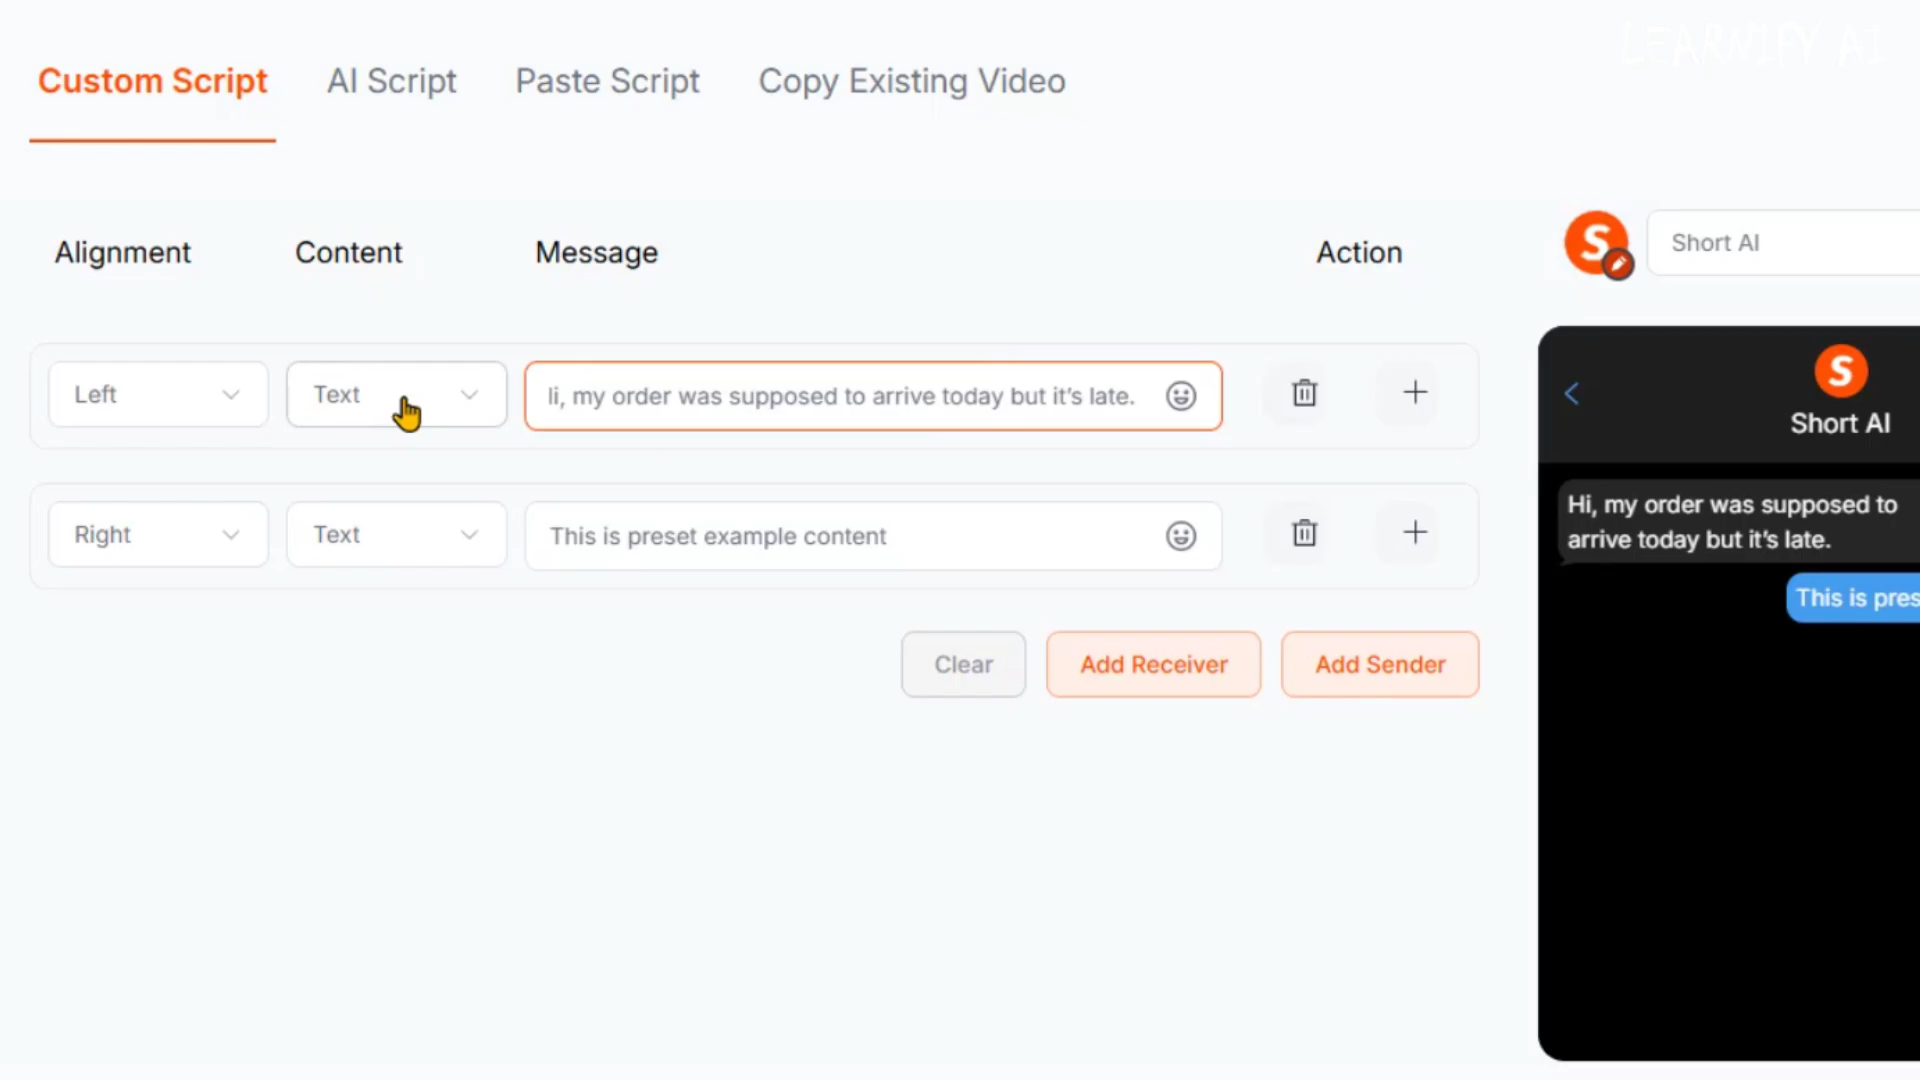 LEARNIFY AI
Custom Script AI Script Paste Script Copy Existing Video
Alignment Content Message Action
Short AI
Left Text li, my order was supposed to arrive today but it’s late.
Short AI
Hi, my order was supposed to
arrive today but it’s late.
Right Text This is preset example content
This is pres
Clear Add Receiver Add Sender